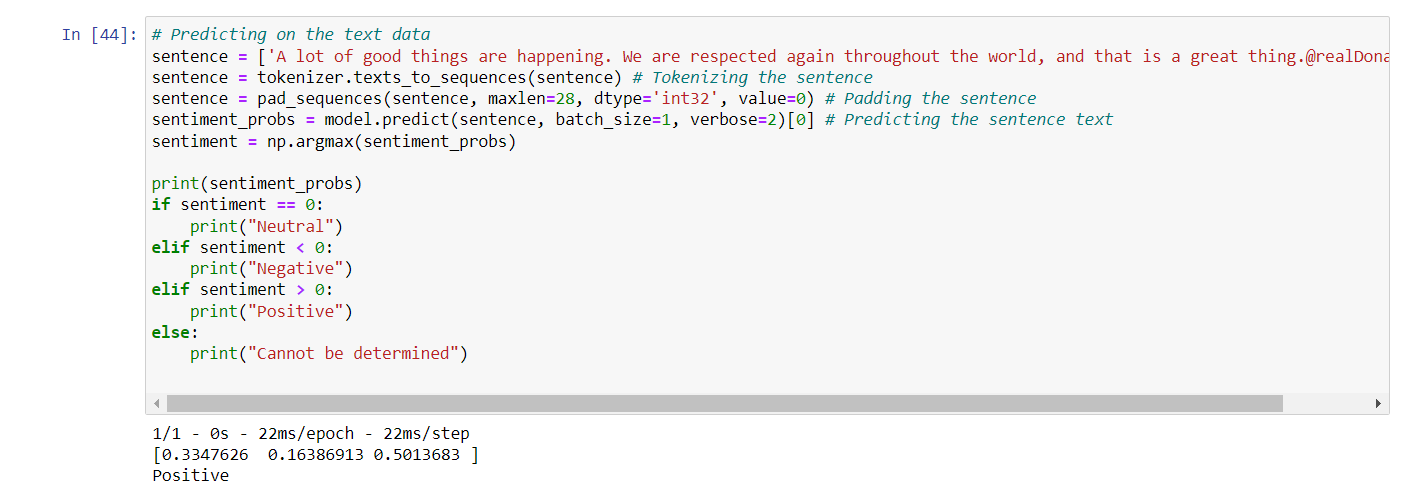 In [44]: # Predicting on the text data
sentence = ['A lot of good things are happening. We are respected again throughout the world, and that is a great thing.@realDona
sentence = tokenizer.texts_to_sequences(sentence) # Tokenizing the sentence
sentence = pad_sequences(sentence, maxlen=28, dtype='int32', value=0) # Padding the sentence
sentiment_probs = model.predict(sentence, batch_size=1, verbose=2)[0] # Predicting the sentence text
sentiment = np.argmax(sentiment_probs)

print(sentiment_probs)
if sentiment == 0:
    print("Neutral")
elif sentiment < 0:
    print("Negative")
elif sentiment > 0:
    print("Positive")
else:
    print("Cannot be determined")

1/1 - 0s - 22ms/epoch - 22ms/step
[0.3347626  0.16386913 0.5013683 ]
Positive